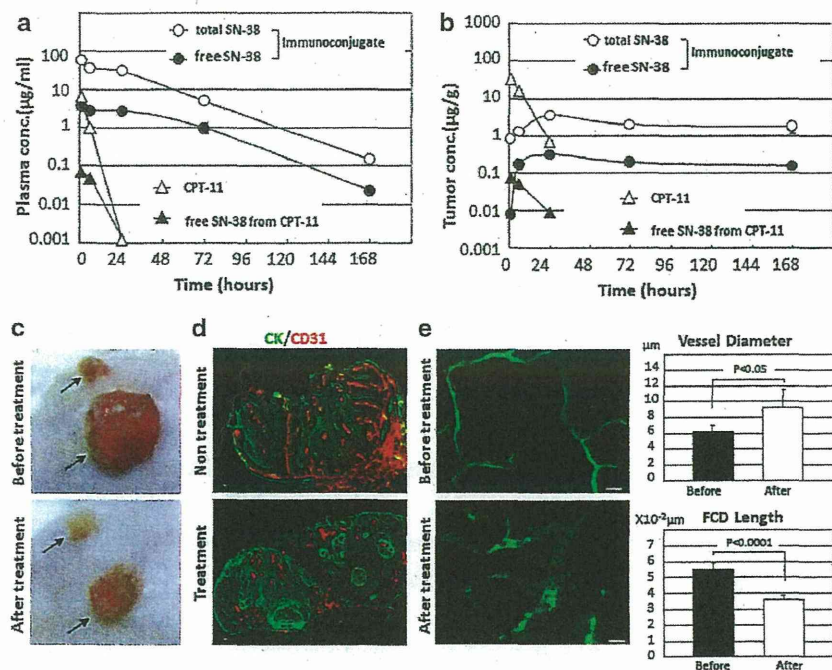 a
total SN-38
free SN-38
Immunoconjugate
Plasma conc.(µg/ml)
100
10
1
0.1
0.01
0.001
CPT-11
free SN-38 from CPT-11
0 24 48 72 96 120 144 168
Time (hours)
b
total SN-38
free SN-38
Immunoconjugate
Tumor conc.(µg/g)
1000
100
10
1
0.1
0.01
0.001
CPT-11
free SN-38 from CPT-11
0 24 48 72 96 120 144 168
Time (hours)
c
Before treatment
After treatment
d
CK/CD31
Non treatment
Treatment
e
Before treatment
After treatment
µm
Vessel Diameter
14
12
10
8
6
4
2
0
P<0.05
Before
After
X10⁻²µm
FCD Length
7
6
5
4
3
2
1
0
P<0.0001
Before
After